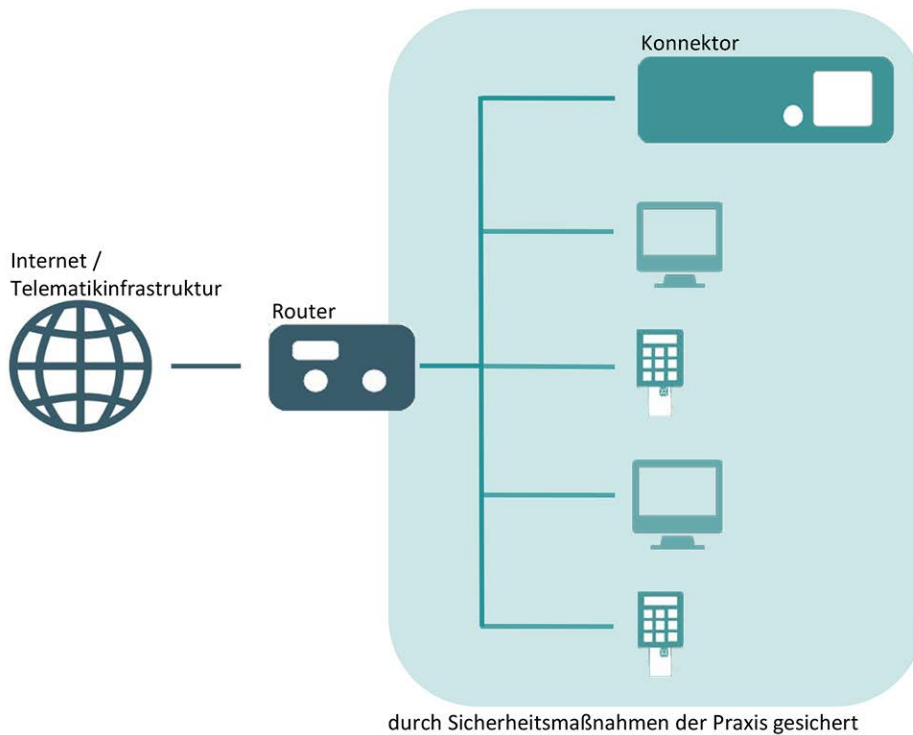 Konnektor
Internet /
Telematikinfrastruktur
Router
durch Sicherheitsmaßnahmen der Praxis gesichert